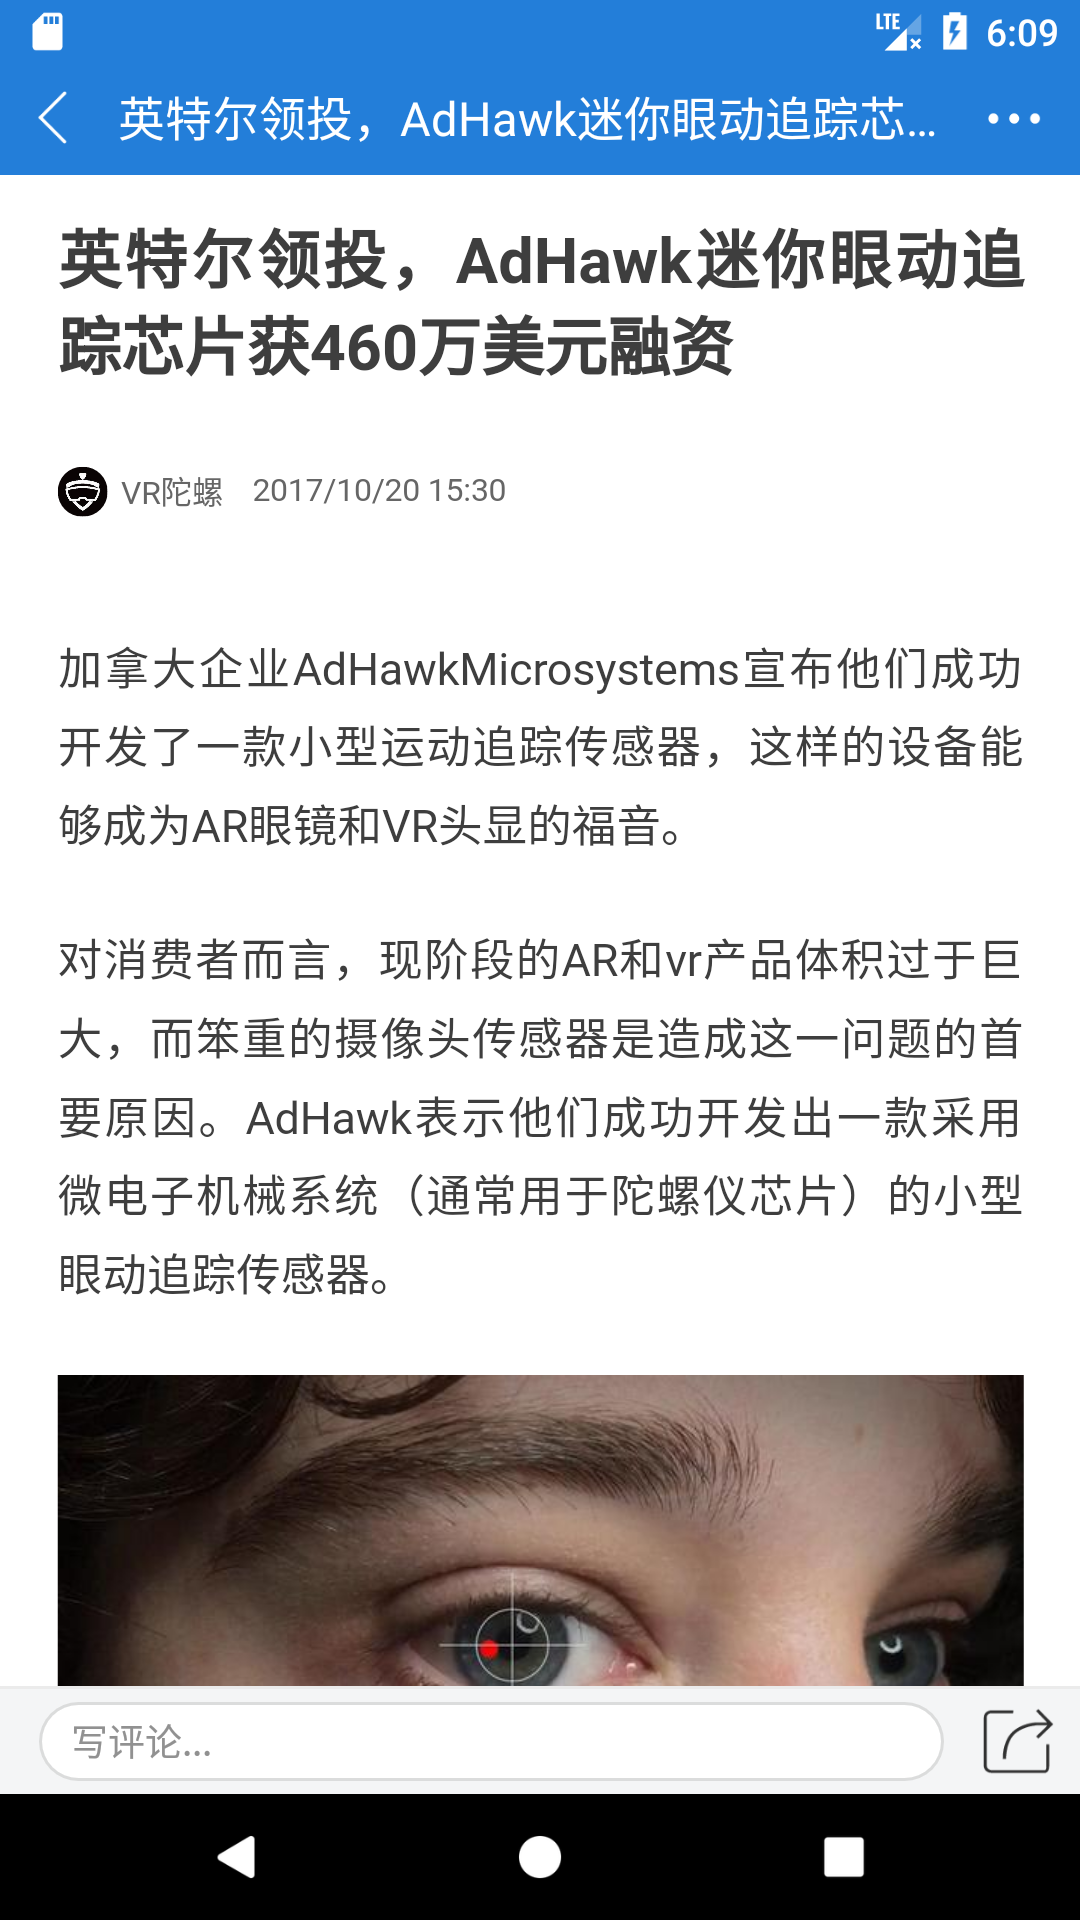 LTE 6:09
英特尔领投，AdHawk迷你眼动追踪芯...
英特尔领投，AdHawk迷你眼动追
踪芯片获460万美元融资
VR陀螺 2017/10/20 15:30
加拿大企业AdHawkMicrosystems宣布他们成功
开发了一款小型运动追踪传感器，这样的设备能
够成为AR眼镜和VR头显的福音。
对消费者而言，现阶段的AR和vr产品体积过于巨
大，而笨重的摄像头传感器是造成这一问题的首
要原因。AdHawk表示他们成功开发出一款采用
微电子机械系统（通常用于陀螺仪芯片）的小型
眼动追踪传感器。
写评论...